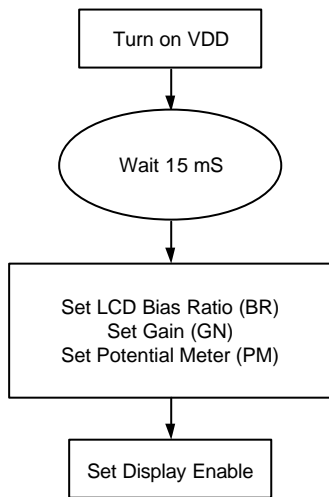 Turn on VDD
Wait 15 mS
Set LCD Bias Ratio (BR)
Set Gain (GN)
Set Potential Meter (PM)
Set Display Enable